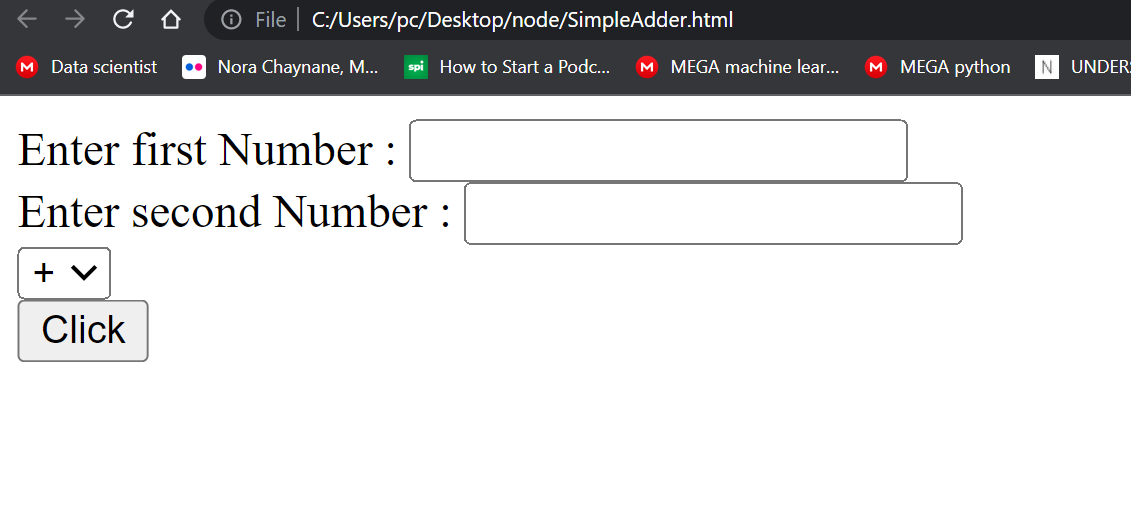 File C:/Users/pc/Desktop/node/SimpleAdder.html
M Data scientist Nora Chaynane, M... spi How to Start a Podc... M MEGA machine lear... M MEGA python N UNDERS
Enter first Number :
Enter second Number :
+
Click